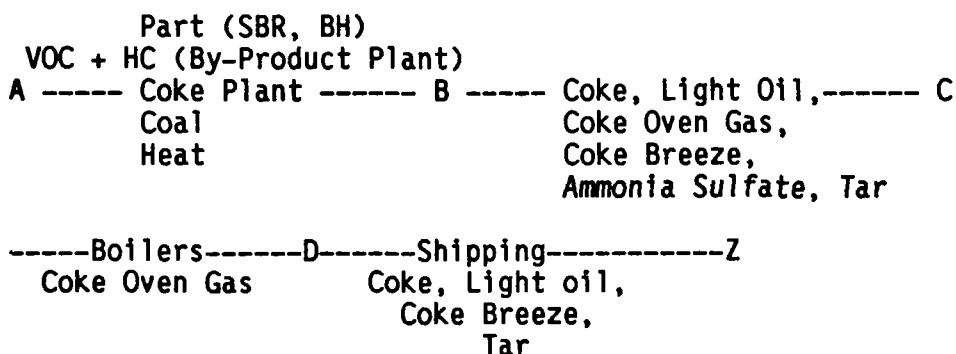 Part (SBR, BH)
VOC + HC (By-Product Plant)
A ----- Coke Plant ------ B ----- Coke, Light Oil,------ C
Coal Coke Oven Gas,
Heat Coke Breeze,
Ammonia Sulfate, Tar
-----Boilers------D------Shipping-----------Z
Coke Oven Gas Coke, Light oil,
Coke Breeze,
Tar